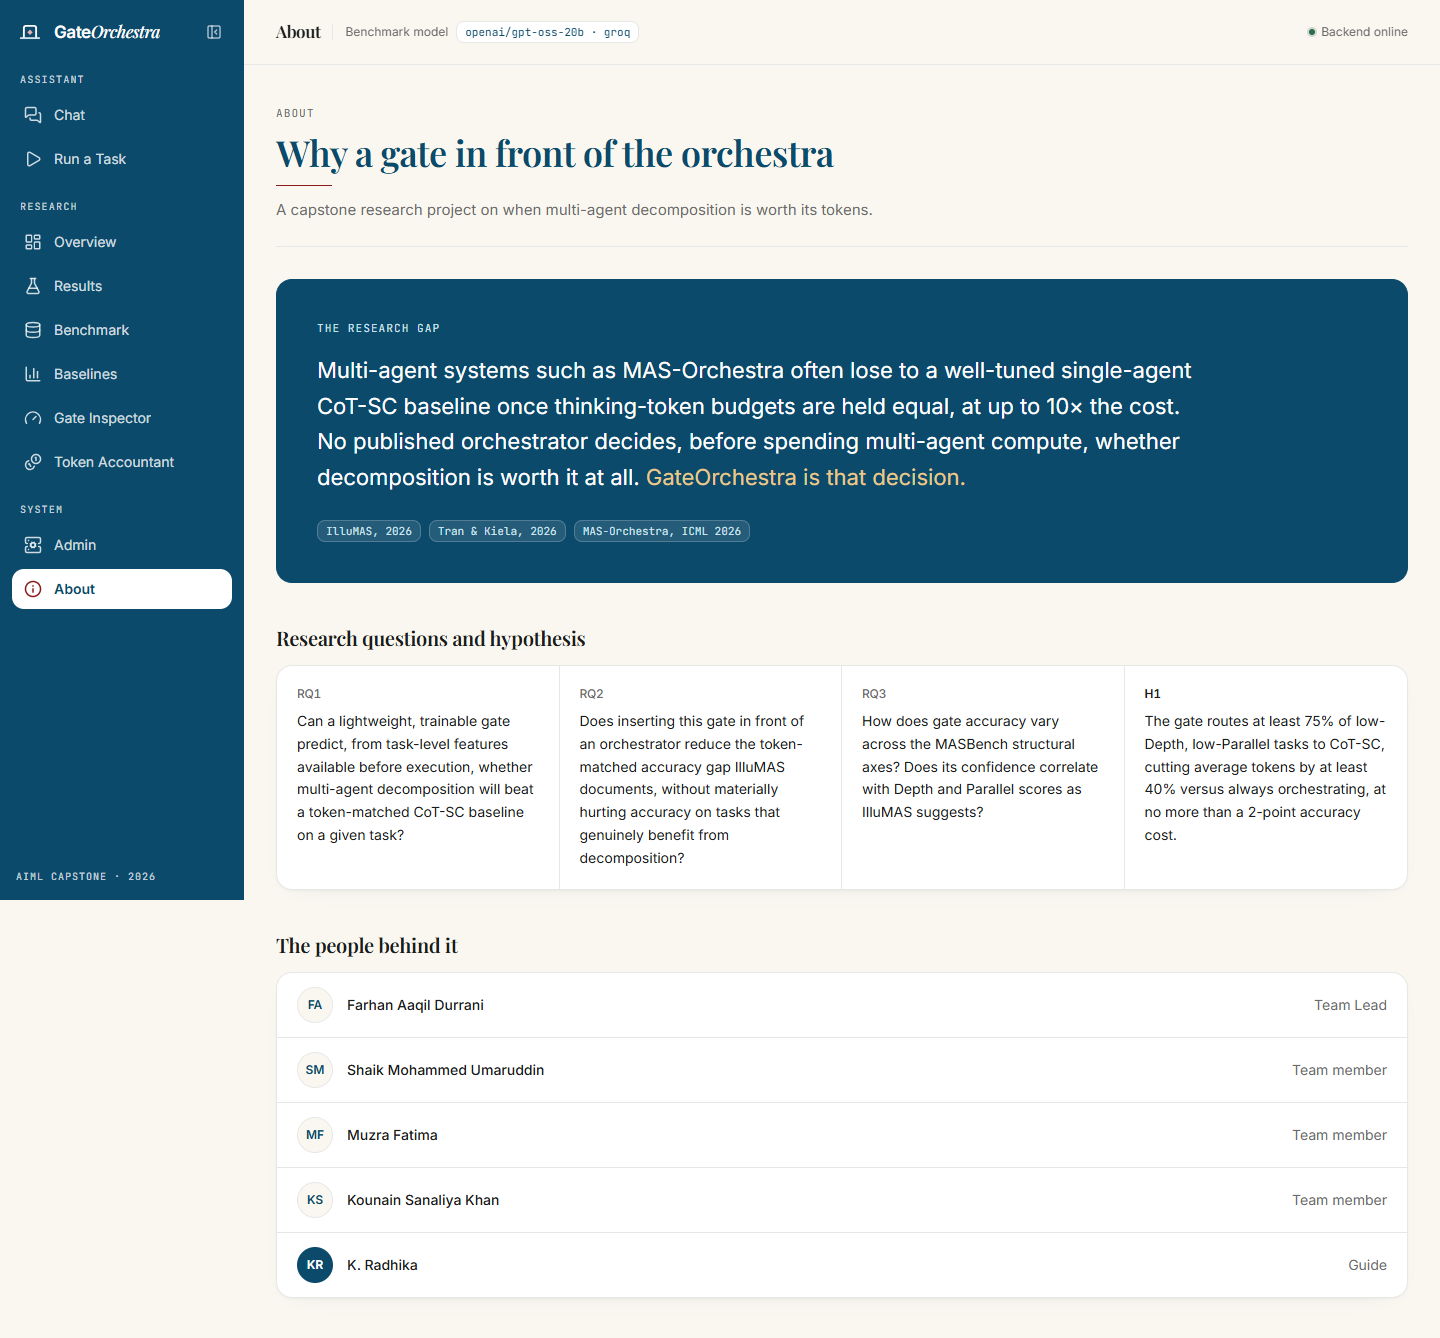 GateOrchestra
ASSISTANT
Chat
Run a Task
RESEARCH
Overview
Results
Benchmark
Baselines
Gate Inspector
Token Accountant
SYSTEM
Admin
About
AIML CAPSTONE · 2026
About
Benchmark model
openai/gpt-oss-20b · groq
Backend online
ABOUT
Why a gate in front of the orchestra
A capstone research project on when multi-agent decomposition is worth its tokens.
THE RESEARCH GAP
Multi-agent systems such as MAS-Orchestra often lose to a well-tuned single-agent
CoT-SC baseline once thinking-token budgets are held equal, at up to 10× the cost.
No published orchestrator decides, before spending multi-agent compute, whether
decomposition is worth it at all. GateOrchestra is that decision.
IlluMAS, 2026
Tran & Kiela, 2026
MAS-Orchestra, ICML 2026
Research questions and hypothesis
RQ1
Can a lightweight, trainable gate
predict, from task-level features
available before execution, whether
multi-agent decomposition will beat
a token-matched CoT-SC baseline
on a given task?
RQ2
Does inserting this gate in front of
an orchestrator reduce the token-
matched accuracy gap IlluMAS
documents, without materially
hurting accuracy on tasks that
genuinely benefit from
decomposition?
RQ3
How does gate accuracy vary
across the MASBench structural
axes? Does its confidence correlate
with Depth and Parallel scores as
IlluMAS suggests?
H1
The gate routes at least 75% of low-
Depth, low-Parallel tasks to CoT-SC,
cutting average tokens by at least
40% versus always orchestrating, at
no more than a 2-point accuracy
cost.
The people behind it
FA
Farhan Aaqil Durrani
Team Lead
SM
Shaik Mohammed Umaruddin
Team member
MF
Muzra Fatima
Team member
KS
Kounain Sanaliya Khan
Team member
KR
K. Radhika
Guide